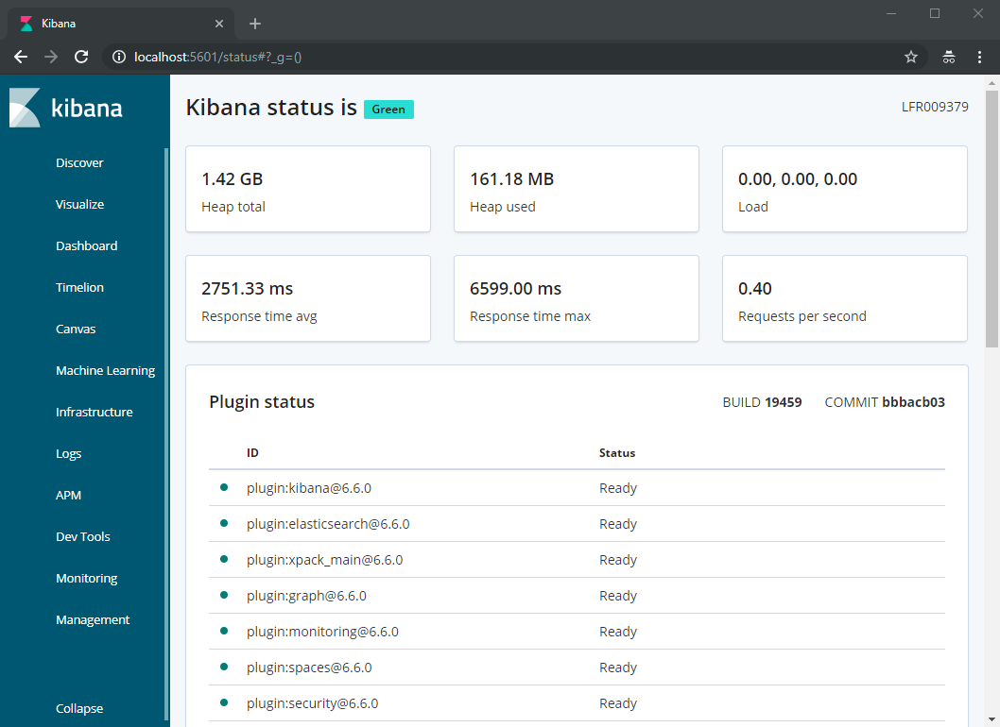 Kibana
localhost:5601/status#?_g=()
kibana
Discover
Visualize
Dashboard
Timelion
Canvas
Machine Learning
Infrastructure
Logs
APM
Dev Tools
Monitoring
Management
Collapse
Kibana status is Green
LFR009379
1.42 GB
Heap total
161.18 MB
Heap used
0.00, 0.00, 0.00
Load
2751.33 ms
Response time avg
6599.00 ms
Response time max
0.40
Requests per second
Plugin status
BUILD 19459 COMMIT bbbacb03
ID Status
plugin:kibana@6.6.0 Ready
plugin:elasticsearch@6.6.0 Ready
plugin:xpack_main@6.6.0 Ready
plugin:graph@6.6.0 Ready
plugin:monitoring@6.6.0 Ready
plugin:spaces@6.6.0 Ready
plugin:security@6.6.0 Ready